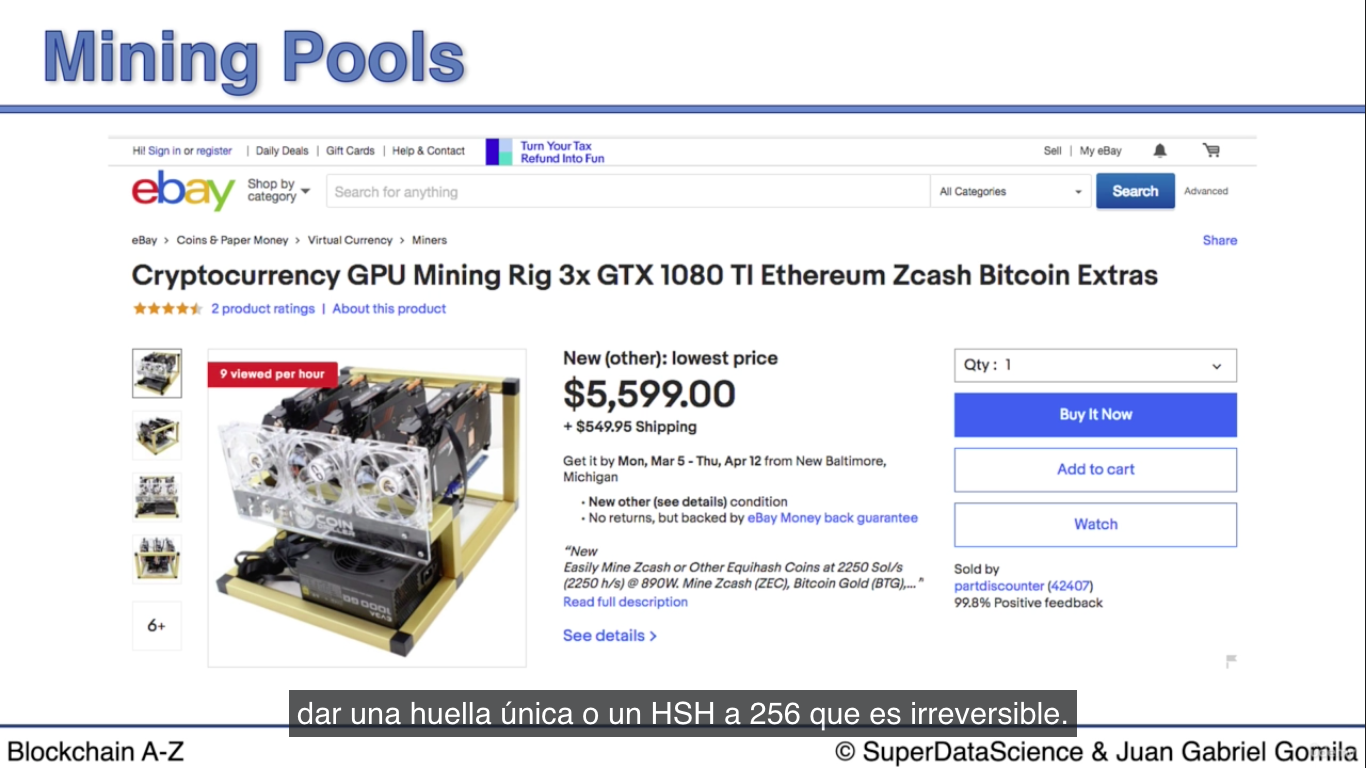 Mining Pools
Hi! Sign in or register | Daily Deals | Gift Cards | Help & Contact
Turn Your Tax
Refund Into Fun
Sell | My eBay
ebay
Shop by
category
Search for anything
All Categories
Search
Advanced
eBay > Coins & Paper Money > Virtual Currency > Miners
Share
Cryptocurrency GPU Mining Rig 3x GTX 1080 TI Ethereum Zcash Bitcoin Extras
2 product ratings | About this product
9 viewed per hour
COIN
6+
New (other): lowest price
$5,599.00
+ $549.95 Shipping
Get it by Mon, Mar 5 - Thu, Apr 12 from New Baltimore,
Michigan
• New other (see details) condition
• No returns, but backed by eBay Money back guarantee
“New
Easily Mine Zcash or Other Equihash Coins at 2250 Sol/s
(2250 h/s) @ 890W. Mine Zcash (ZEC), Bitcoin Gold (BTG),...”
Read full description
See details >
Qty : 1
Buy It Now
Add to cart
Watch
Sold by
partdiscounter (42407)
99.8% Positive feedback
dar una huella única o un HSH a 256 que es irreversible.
Blockchain A-Z
© SuperDataScience & Juan Gabriel Gomila